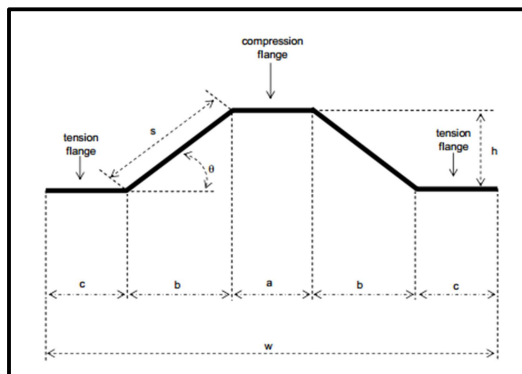 compression
flange
s
tension
flange
θ
tension
flange
h
c
b
a
b
c
w